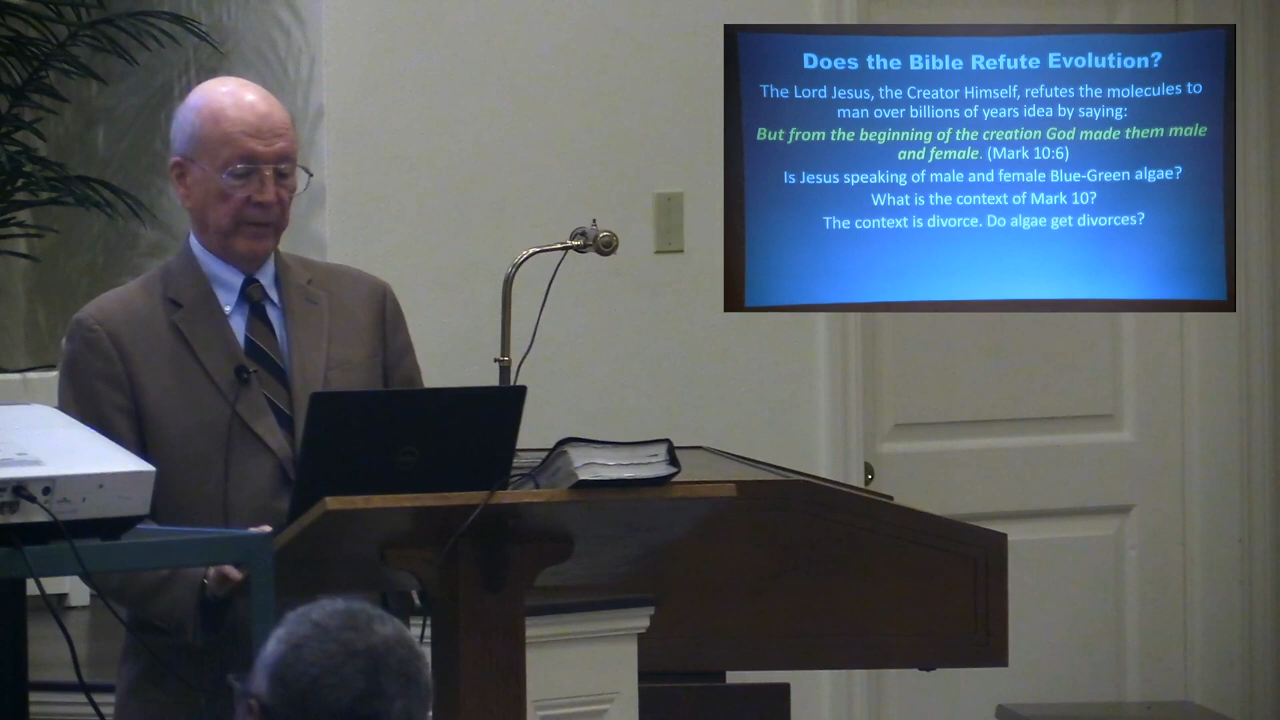 Does the Bible Refute Evolution?
The Lord Jesus, the Creator Himself, refutes the molecules to
man over billions of years idea by saying:
But from the beginning of the creation God made them male
and female. (Mark 10:6)
Is Jesus speaking of male and female Blue-Green algae?
What is the context of Mark 10?
The context is divorce. Do algae get divorces?